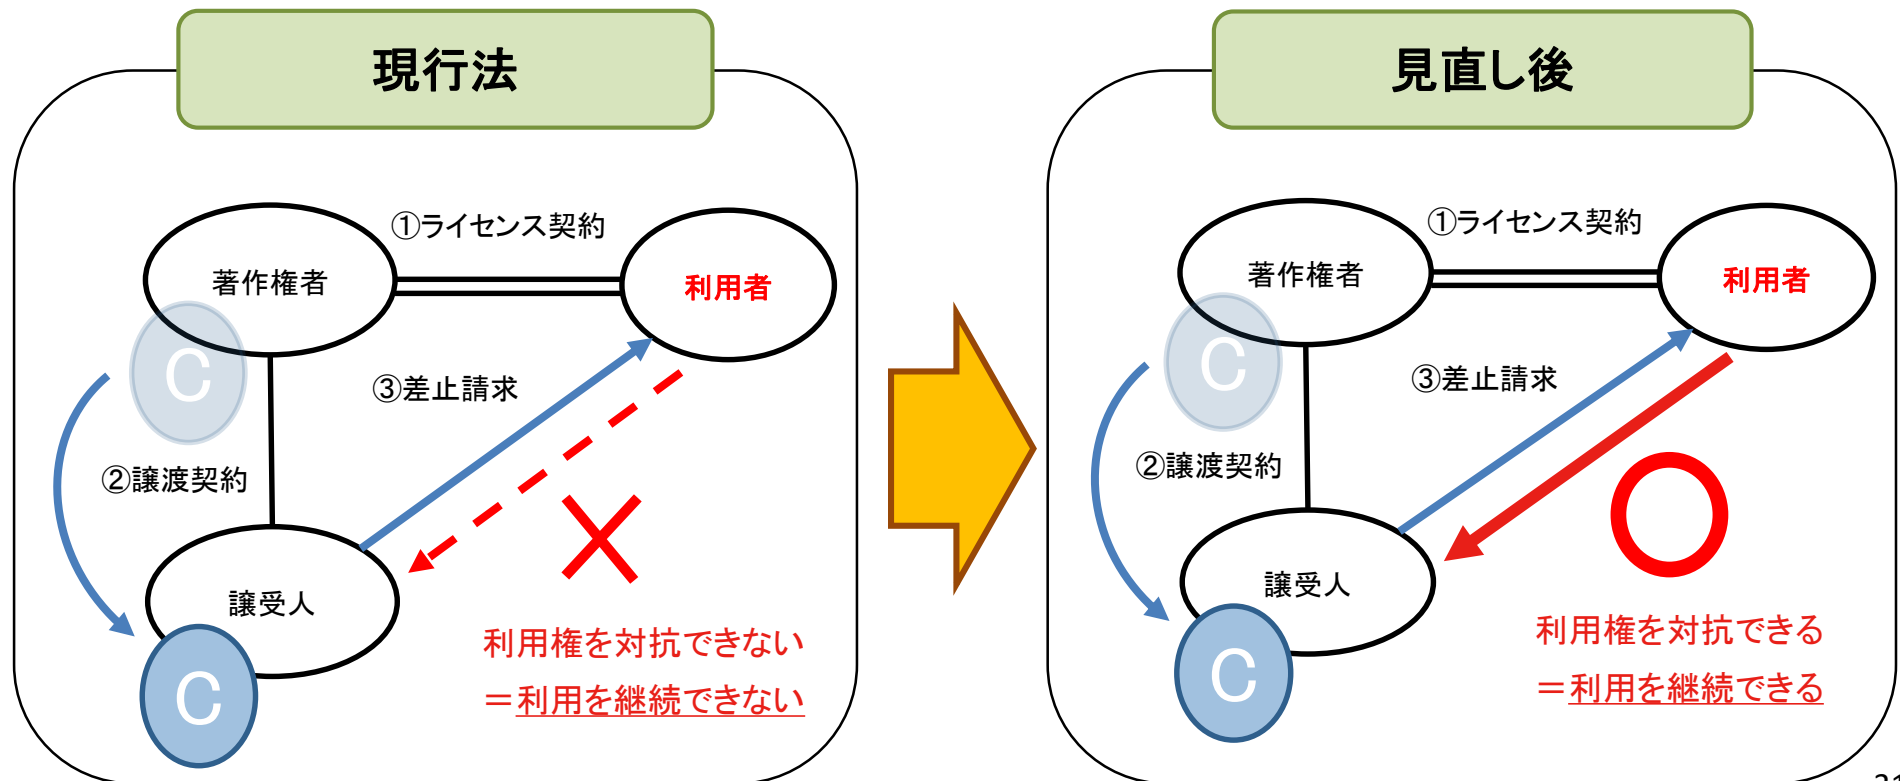 現行法
①ライセンス契約
著作権者
利用者
C
③差止請求
②譲渡契約
譲受人
利用権を対抗できない
=利用を継続できない
C
見直し後
①ライセンス契約
著作権者
利用者
C
③差止請求
②譲渡契約
譲受人
利用権を対抗できる
=利用を継続できる
C